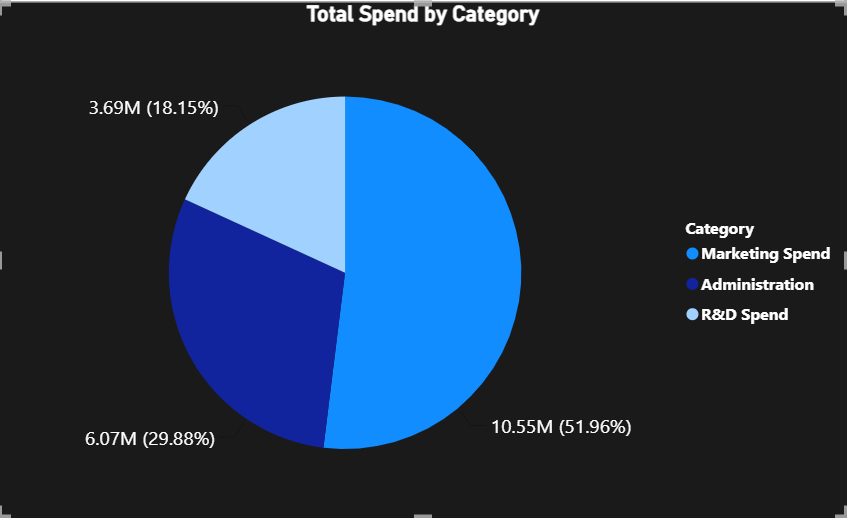 Total Spend by Category
3.69M (18.15%)
Category
Marketing Spend
Administration
R&D Spend
10.55M (51.96%)
6.07M (29.88%)